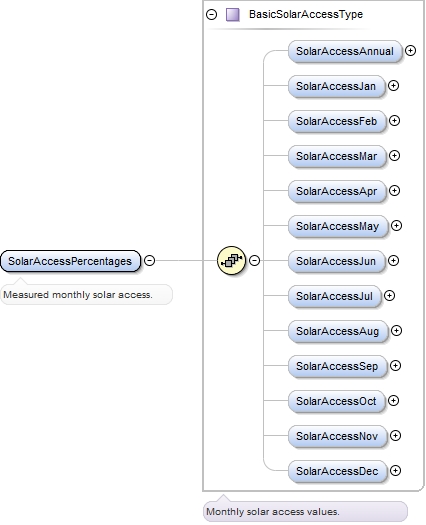 BasicSolarAccessType
SolarAccessAnnual
SolarAccessJan
SolarAccessFeb
SolarAccessMar
SolarAccessApr
SolarAccessMay
SolarAccessPercentages
SolarAccessJun
Measured monthly solar access.
SolarAccessJul
SolarAccessAug
SolarAccessSep
SolarAccessOct
SolarAccessNov
SolarAccessDec
Monthly solar access values.